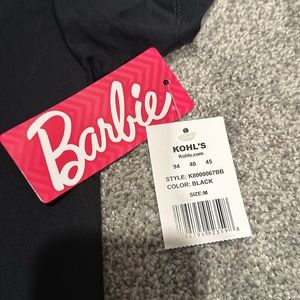 Barbie
KOHL'S
Kohls.com
94 40 45
STYLE: K8000067BB
COLOR: BLACK
SIZE:M